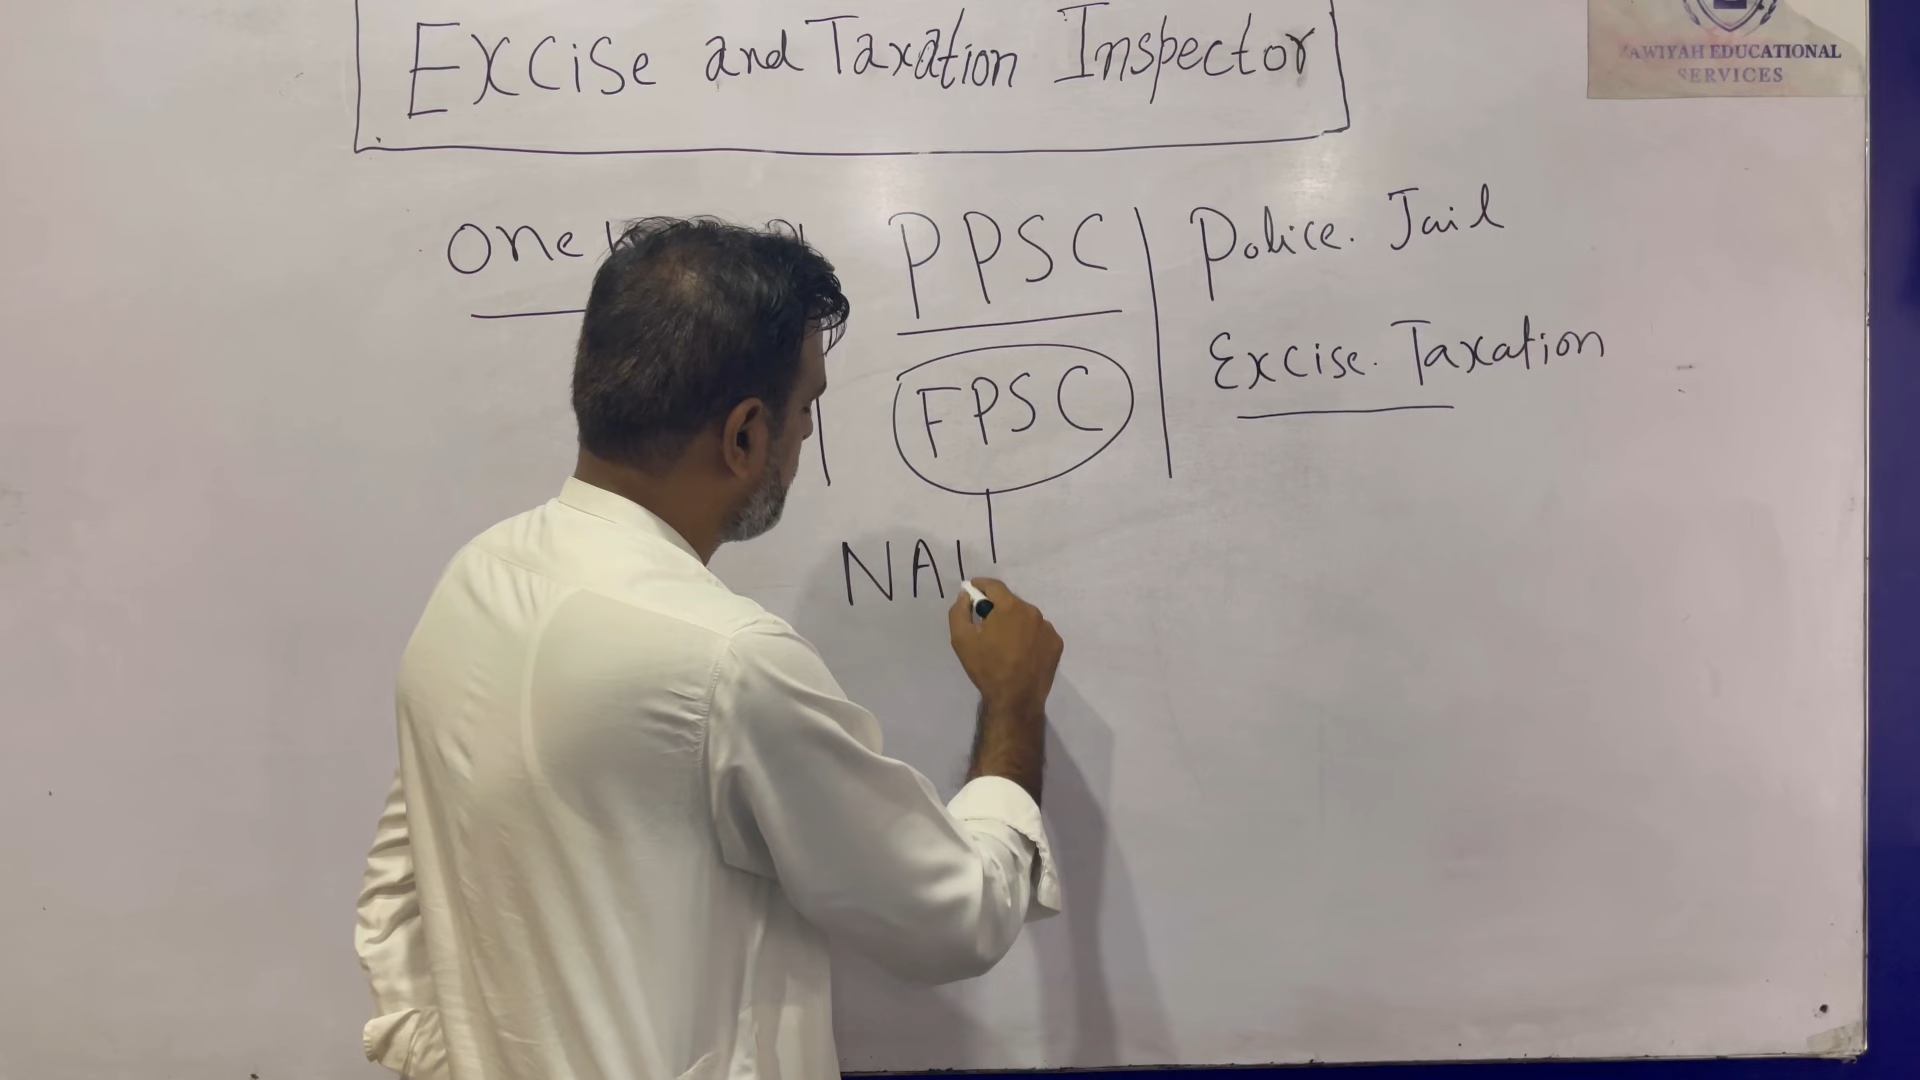 Excise and Taxation Inspector
ZAWIYAH EDUCATIONAL
SERVICES
One
PPSC
Police. Jail
FPSC
Excise. Taxation
NA